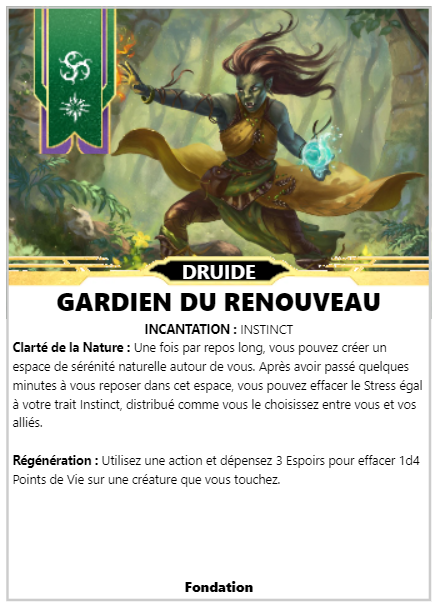 DRUIDE
GARDIEN DU RENOUVEAU
INCANTATION : INSTINCT
Clarté de la Nature : Une fois par repos long, vous pouvez créer un
espace de sérénité naturelle autour de vous. Après avoir passé quelques
minutes à vous reposer dans cet espace, vous pouvez effacer le Stress égal
à votre trait Instinct, distribué comme vous le choisissez entre vous et vos
alliés.
Régénération : Utilisez une action et dépensez 3 Espoirs pour effacer 1d4
Points de Vie sur une créature que vous touchez.
Fondation